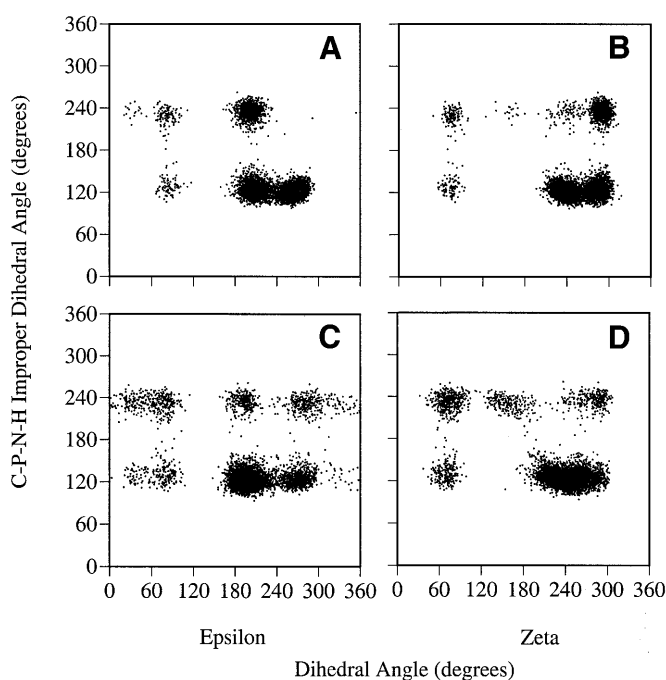 360
300
240
180
120
60
0
A
B
360
300
240
180
120
60
0
C
D
C-P-N-H Improper Dihedral Angle (degrees)
0 60 120 180 240 300 360
0 60 120 180 240 300 360
Epsilon
Zeta
Dihedral Angle (degrees)